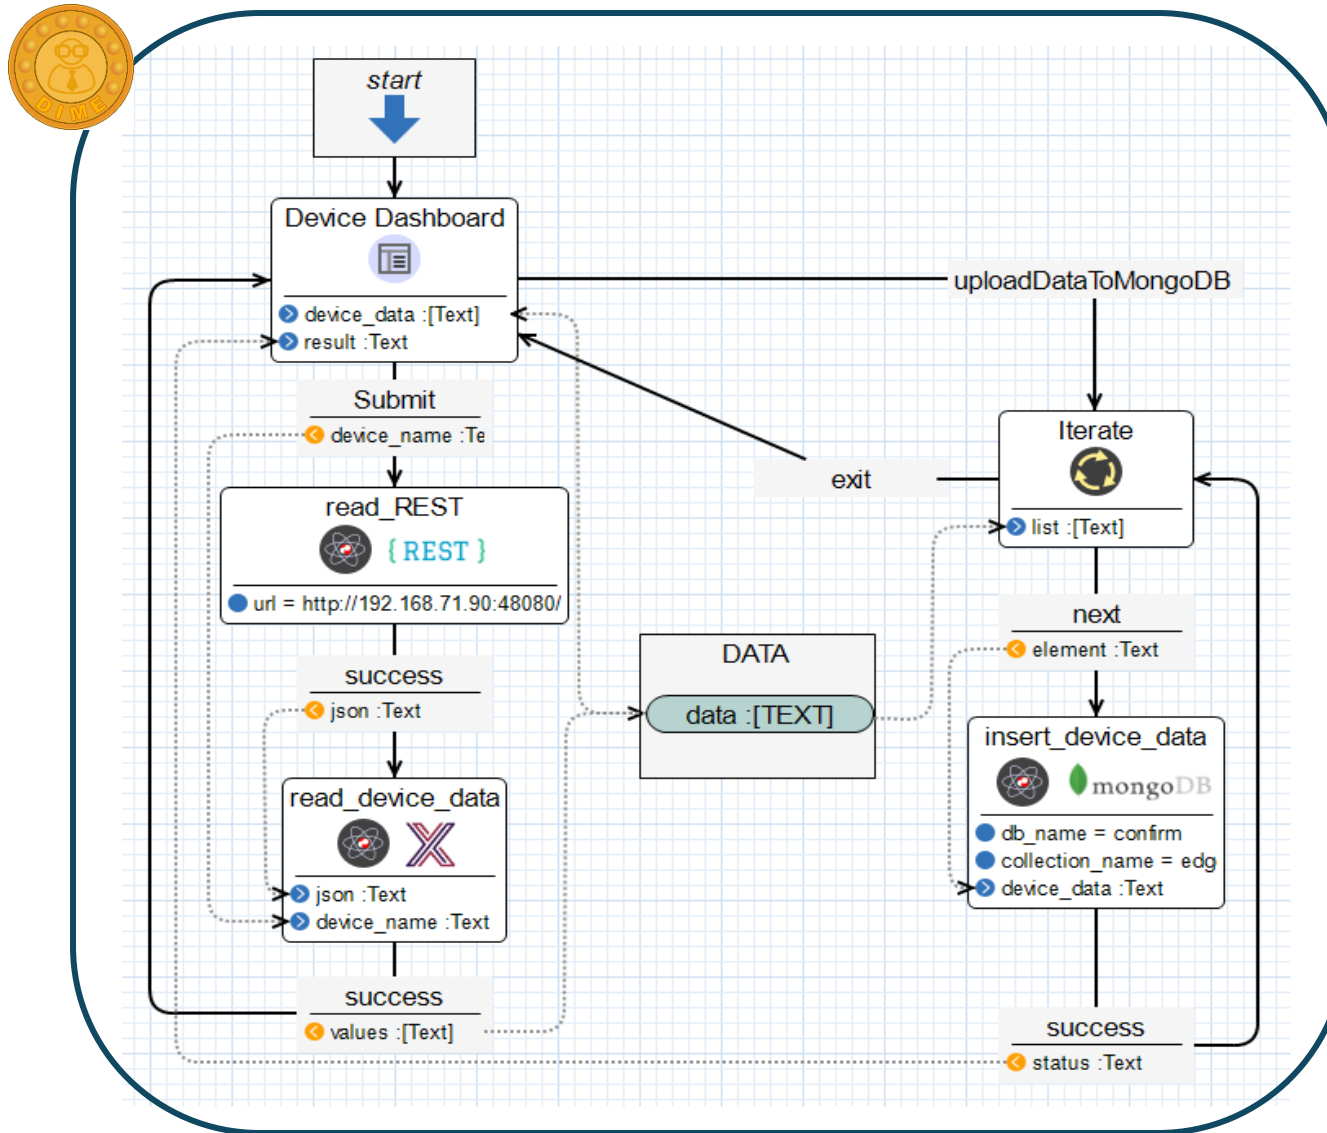 DIME
start
Device Dashboard
device_data :[Text]
result :Text
uploadDataToMongoDB
Submit
device_name :Te
Iterate
list :[Text]
exit
read_REST
{ REST }
url = http://192.168.71.90:48080/
next
element :Text
success
json :Text
DATA
data :[TEXT]
insert_device_data
mongoDB
db_name = confirm
collection_name = edg
device_data :Text
read_device_data
json :Text
device_name :Text
success
values :[Text]
success
status :Text